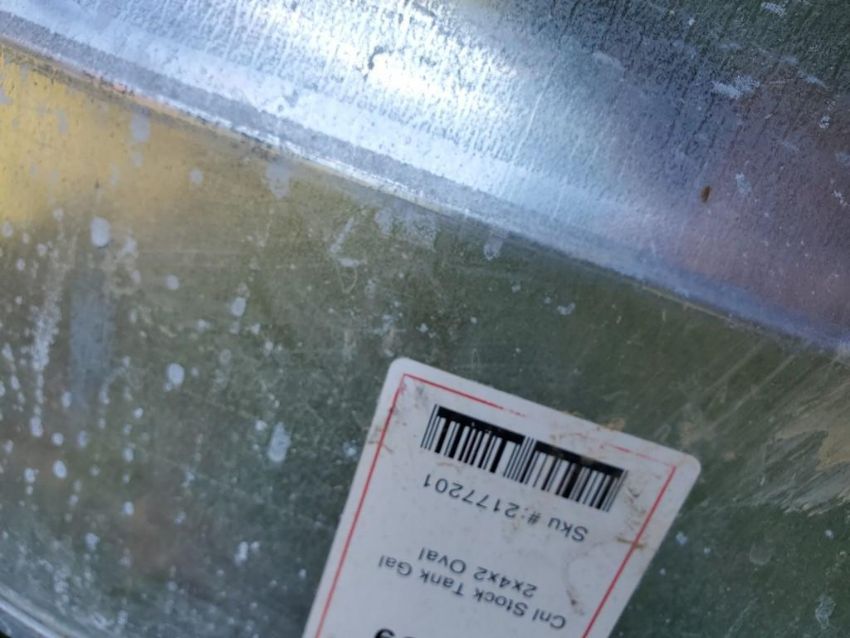 Cnl Stock Tank Gal
2x4x2 Oval
Sku #:2177201